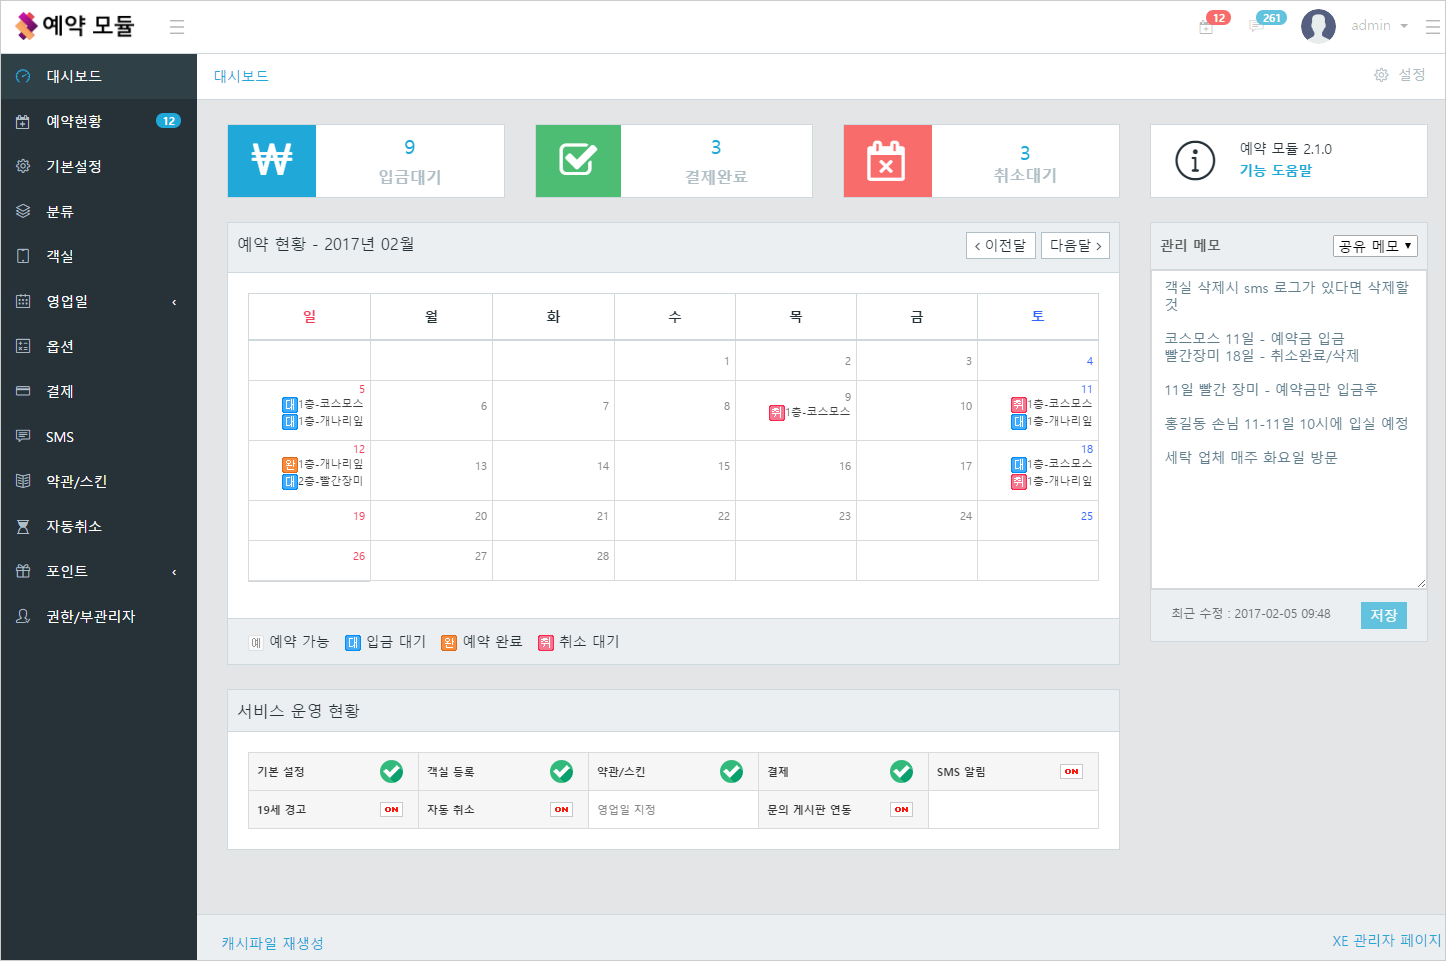 예약 모듈
12
261
admin
대시보드
예약현황 12
기본설정
분류
객실
영업일
옵션
결제
SMS
약관/스킨
자동취소
포인트
권한/부관리자
대시보드
설정
9
입금대기
3
결제완료
3
취소대기
예약 모듈 2.1.0
기능 도움말
예약 현황 - 2017년 02월
이전달
다음달
일 월 화 수 목 금 토
1 2 3 4
5 6 7 8 9 10 11
대 1층-코스모스
대 1층-개나리잎
취 1층-코스모스
취 1층-코스모스
대 1층-개나리잎
12 13 14 15 16 17 18
완 1층-개나리잎
대 2층-빨간장미
대 1층-코스모스
취 1층-개나리잎
19 20 21 22 23 24 25
26 27 28
예 예약 가능 대 입금 대기 완 예약 완료 취 취소 대기
관리 메모
공유 메모
객실 삭제시 sms 로그가 있다면 삭제할
것
코스모스 11일 - 예약금 입금
빨간장미 18일 - 취소완료/삭제
11일 빨간 장미 - 예약금만 입금후
홍길동 손님 11-11일 10시에 입실 예정
세탁 업체 매주 화요일 방문
최근 수정 : 2017-02-05 09:48
저장
서비스 운영 현황
기본 설정 객실 등록 약관/스킨 결제 SMS 알림 ON
19세 경고 ON 자동 취소 ON 영업일 지정 문의 게시판 연동 ON
캐시파일 재생성
XE 관리자 페이지